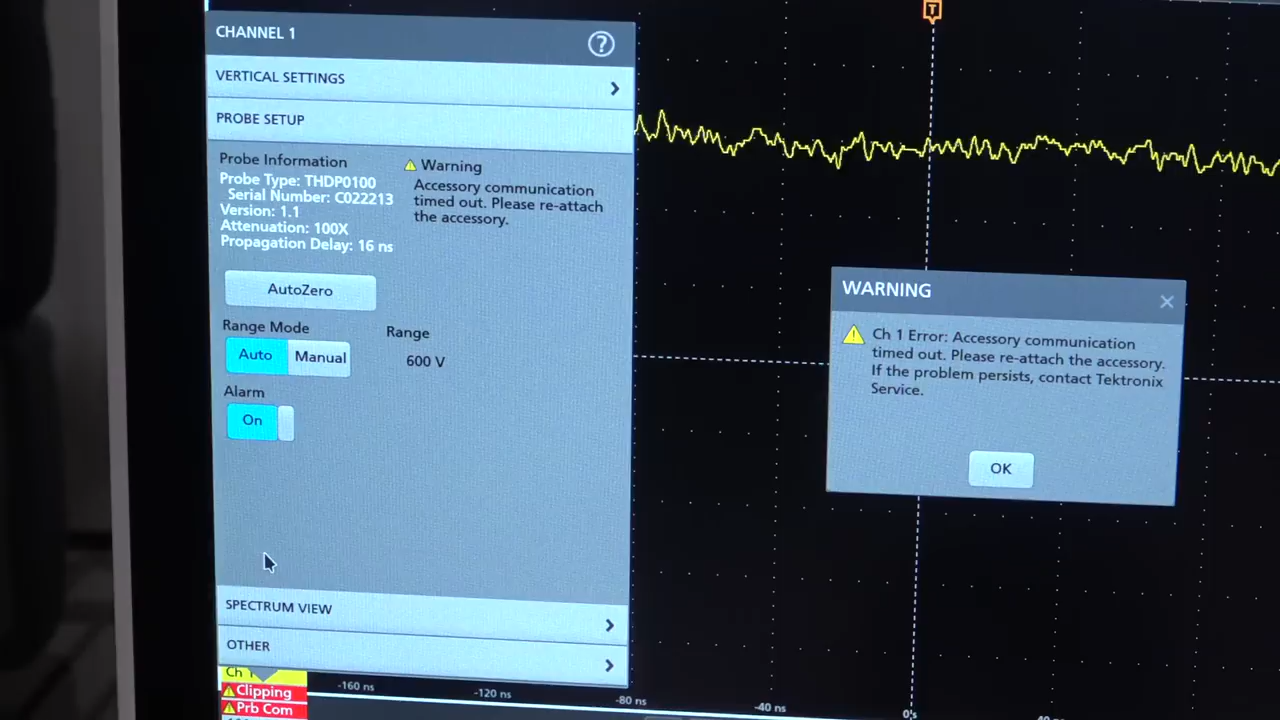 T
CHANNEL 1
?
VERTICAL SETTINGS
PROBE SETUP
Probe Information
Probe Type: THDP0100
Serial Number: C022213
Version: 1.1
Attenuation: 100X
Propagation Delay: 16 ns
Warning
Accessory communication
timed out. Please re-attach
the accessory.
AutoZero
Range Mode
Auto
Manual
Range
600 V
Alarm
On
WARNING
Ch 1 Error: Accessory communication
timed out. Please re-attach the accessory.
If the problem persists, contact Tektronix
Service.
OK
SPECTRUM VIEW
OTHER
Ch 1
Clipping
Prb Com
-160 ns
-120 ns
-80 ns
-40 ns
0's